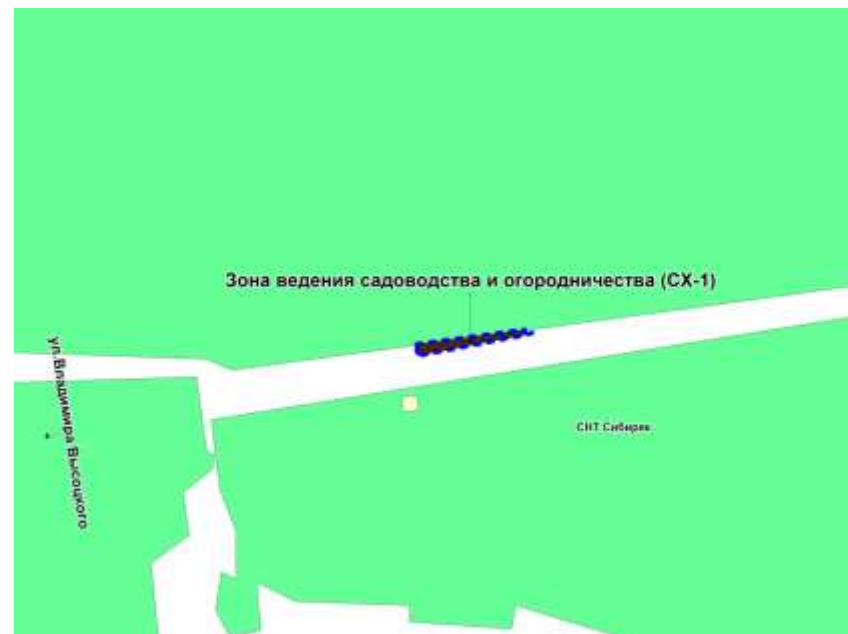 Зона ведения садоводства и огородничества (СХ-1)
ул.Владимира Высоцкого
СНТ Сибиряк